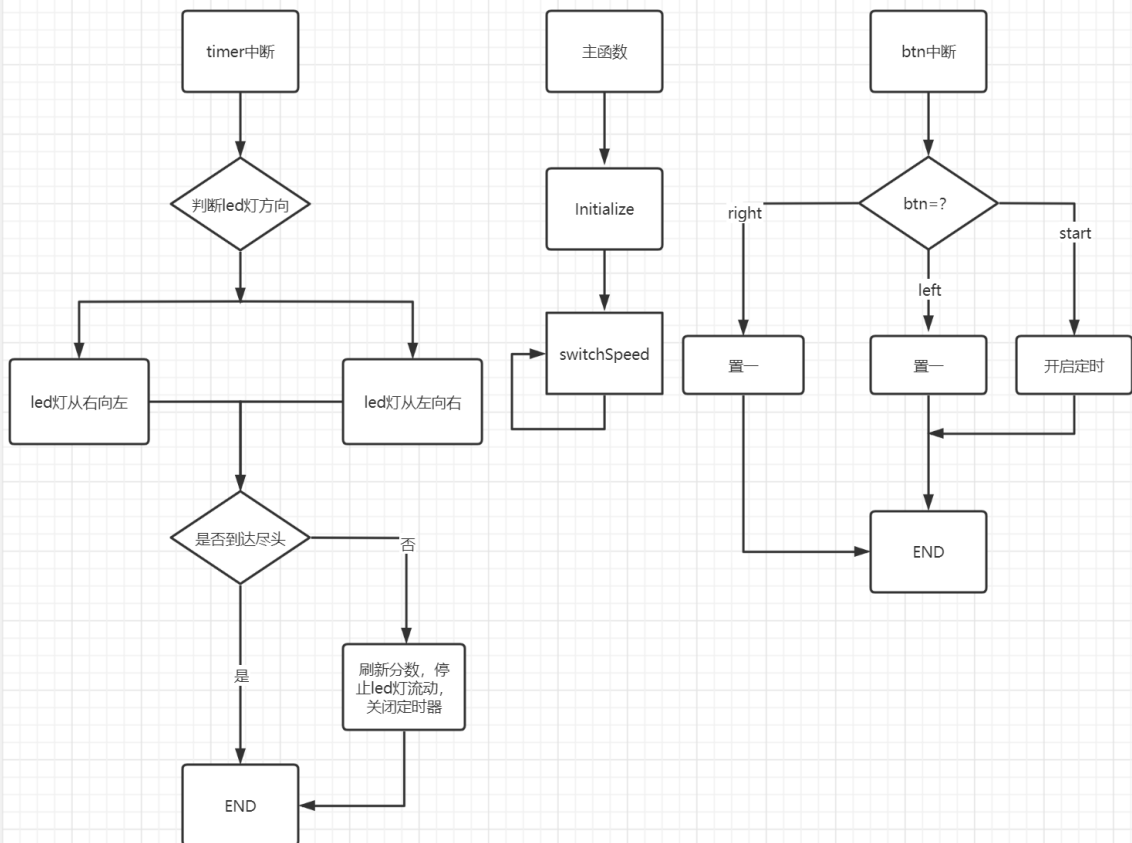 timer中断
判断led灯方向
led灯从右向左
led灯从左向右
是否到达尽头
否
是
刷新分数，停
止led灯流动，
关闭定时器
END
主函数
Initialize
switchSpeed
btn中断
btn=?
right
left
start
置一
置一
开启定时
END